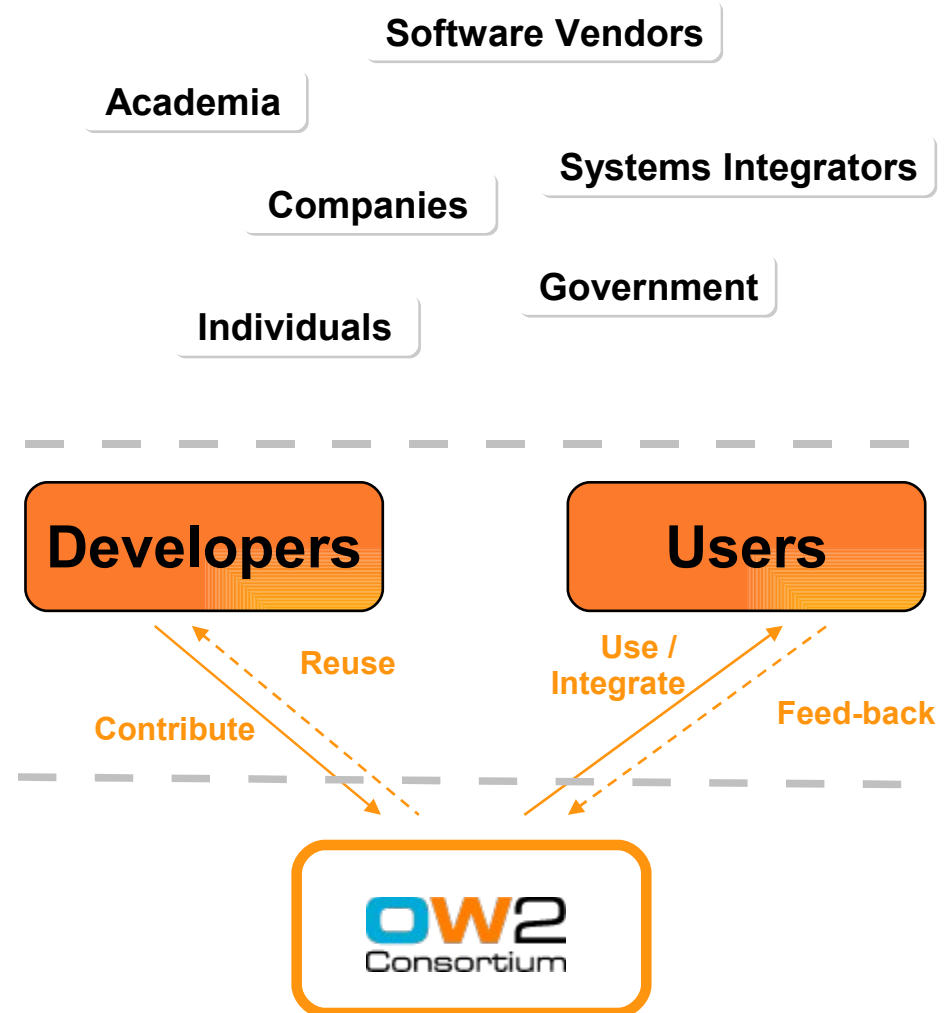 Software Vendors
Academia
Systems Integrators
Companies
Government
Individuals
Developers
Users
Reuse
Use /
Integrate
Contribute
Feed-back
OW2
Consortium